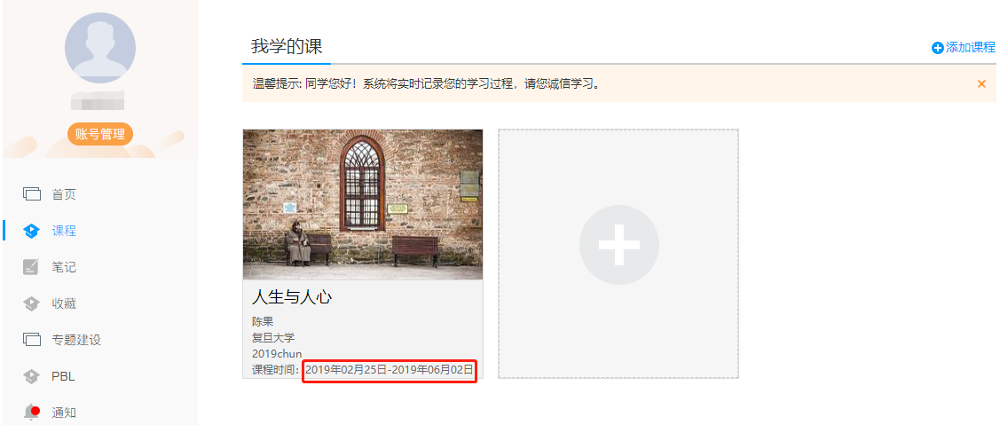 账号管理
首页
课程
笔记
收藏
专题建设
PBL
通知
我学的课
添加课程
温馨提示: 同学您好！系统将实时记录您的学习过程，请您诚信学习。
人生与人心
陈果
复旦大学
2019chun
课程时间：2019年02月25日-2019年06月02日